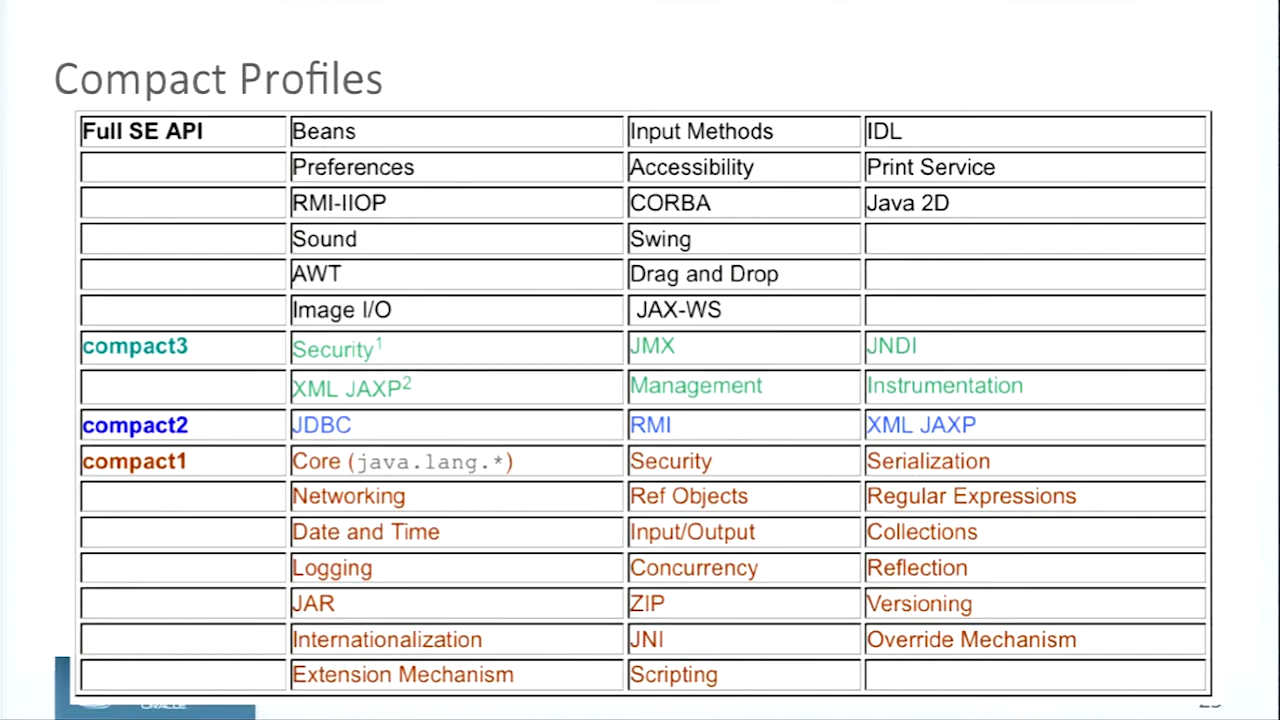 Compact Profiles
Full SE API Beans Input Methods IDL
Preferences Accessibility Print Service
RMI-IIOP CORBA Java 2D
Sound Swing
AWT Drag and Drop
Image I/O JAX-WS
compact3 Security1 JMX JNDI
XML JAXP2 Management Instrumentation
compact2 JDBC RMI XML JAXP
compact1 Core (java.lang.*) Security Serialization
Networking Ref Objects Regular Expressions
Date and Time Input/Output Collections
Logging Concurrency Reflection
JAR ZIP Versioning
Internationalization JNI Override Mechanism
Extension Mechanism Scripting
ORACLE